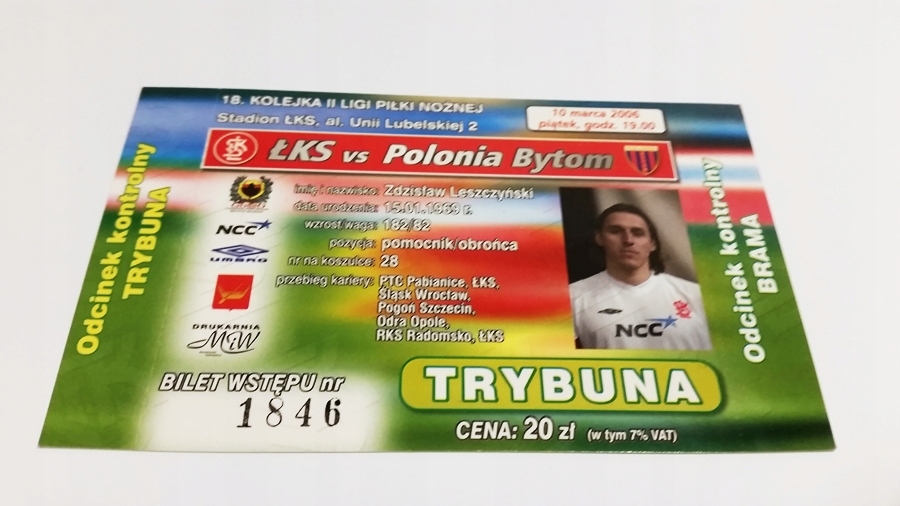 18. KOLEJKA II LIGI PIŁKI NOŻNEJ
Stadion ŁKS, al. Unii Lubelskiej 2
10 marca 2006
piątek, godz. 19.00
ŁKS vs Polonia Bytom
Odcinek kontrolny
TRYBUNA
imię i nazwisko: Zdzisław Leszczyński
data urodzenia: 15.01.1969 r.
wzrost/waga: 182/82
pozycja: pomocnik/obrońca
nr na koszulce: 28
przebieg kariery: PTC Pabianice, ŁKS,
Śląsk Wrocław,
Pogoń Szczecin,
Odra Opole,
RKS Radomsko, ŁKS
NCC
UMBRO
DRUKARNIA
MiW
NCC
Odcinek kontrolny
BRAMA
BILET WSTĘPU nr
1846
TRYBUNA
CENA: 20 zł (w tym 7% VAT)